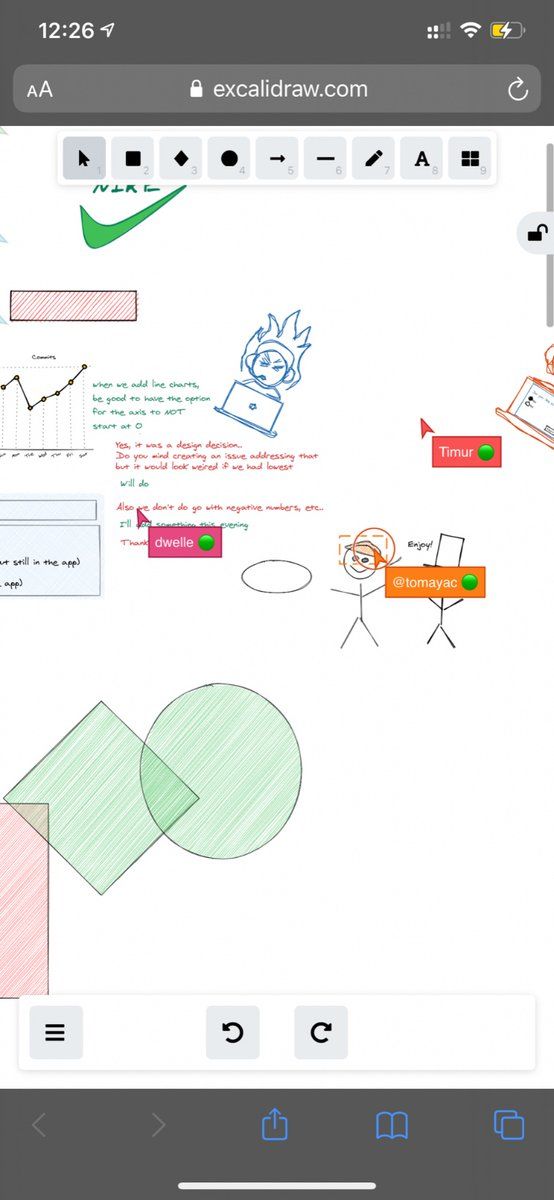 12:26
AA
excalidraw.com
1
2
3
4
5
6
7
A
8
9
NIKE
Commits
when we add line charts,
be good to have the option
for the axis to NOT
start at 0
Yes, it was a design decision..
Do you mind creating an issue addressing that
but it would look weired if we had lowest
Will do
Also we don't do go with negative numbers, etc..
I'll add something this evening
Thank
Timur
dwelle
Enjoy!
@tomayac
ut still in the app)
app)